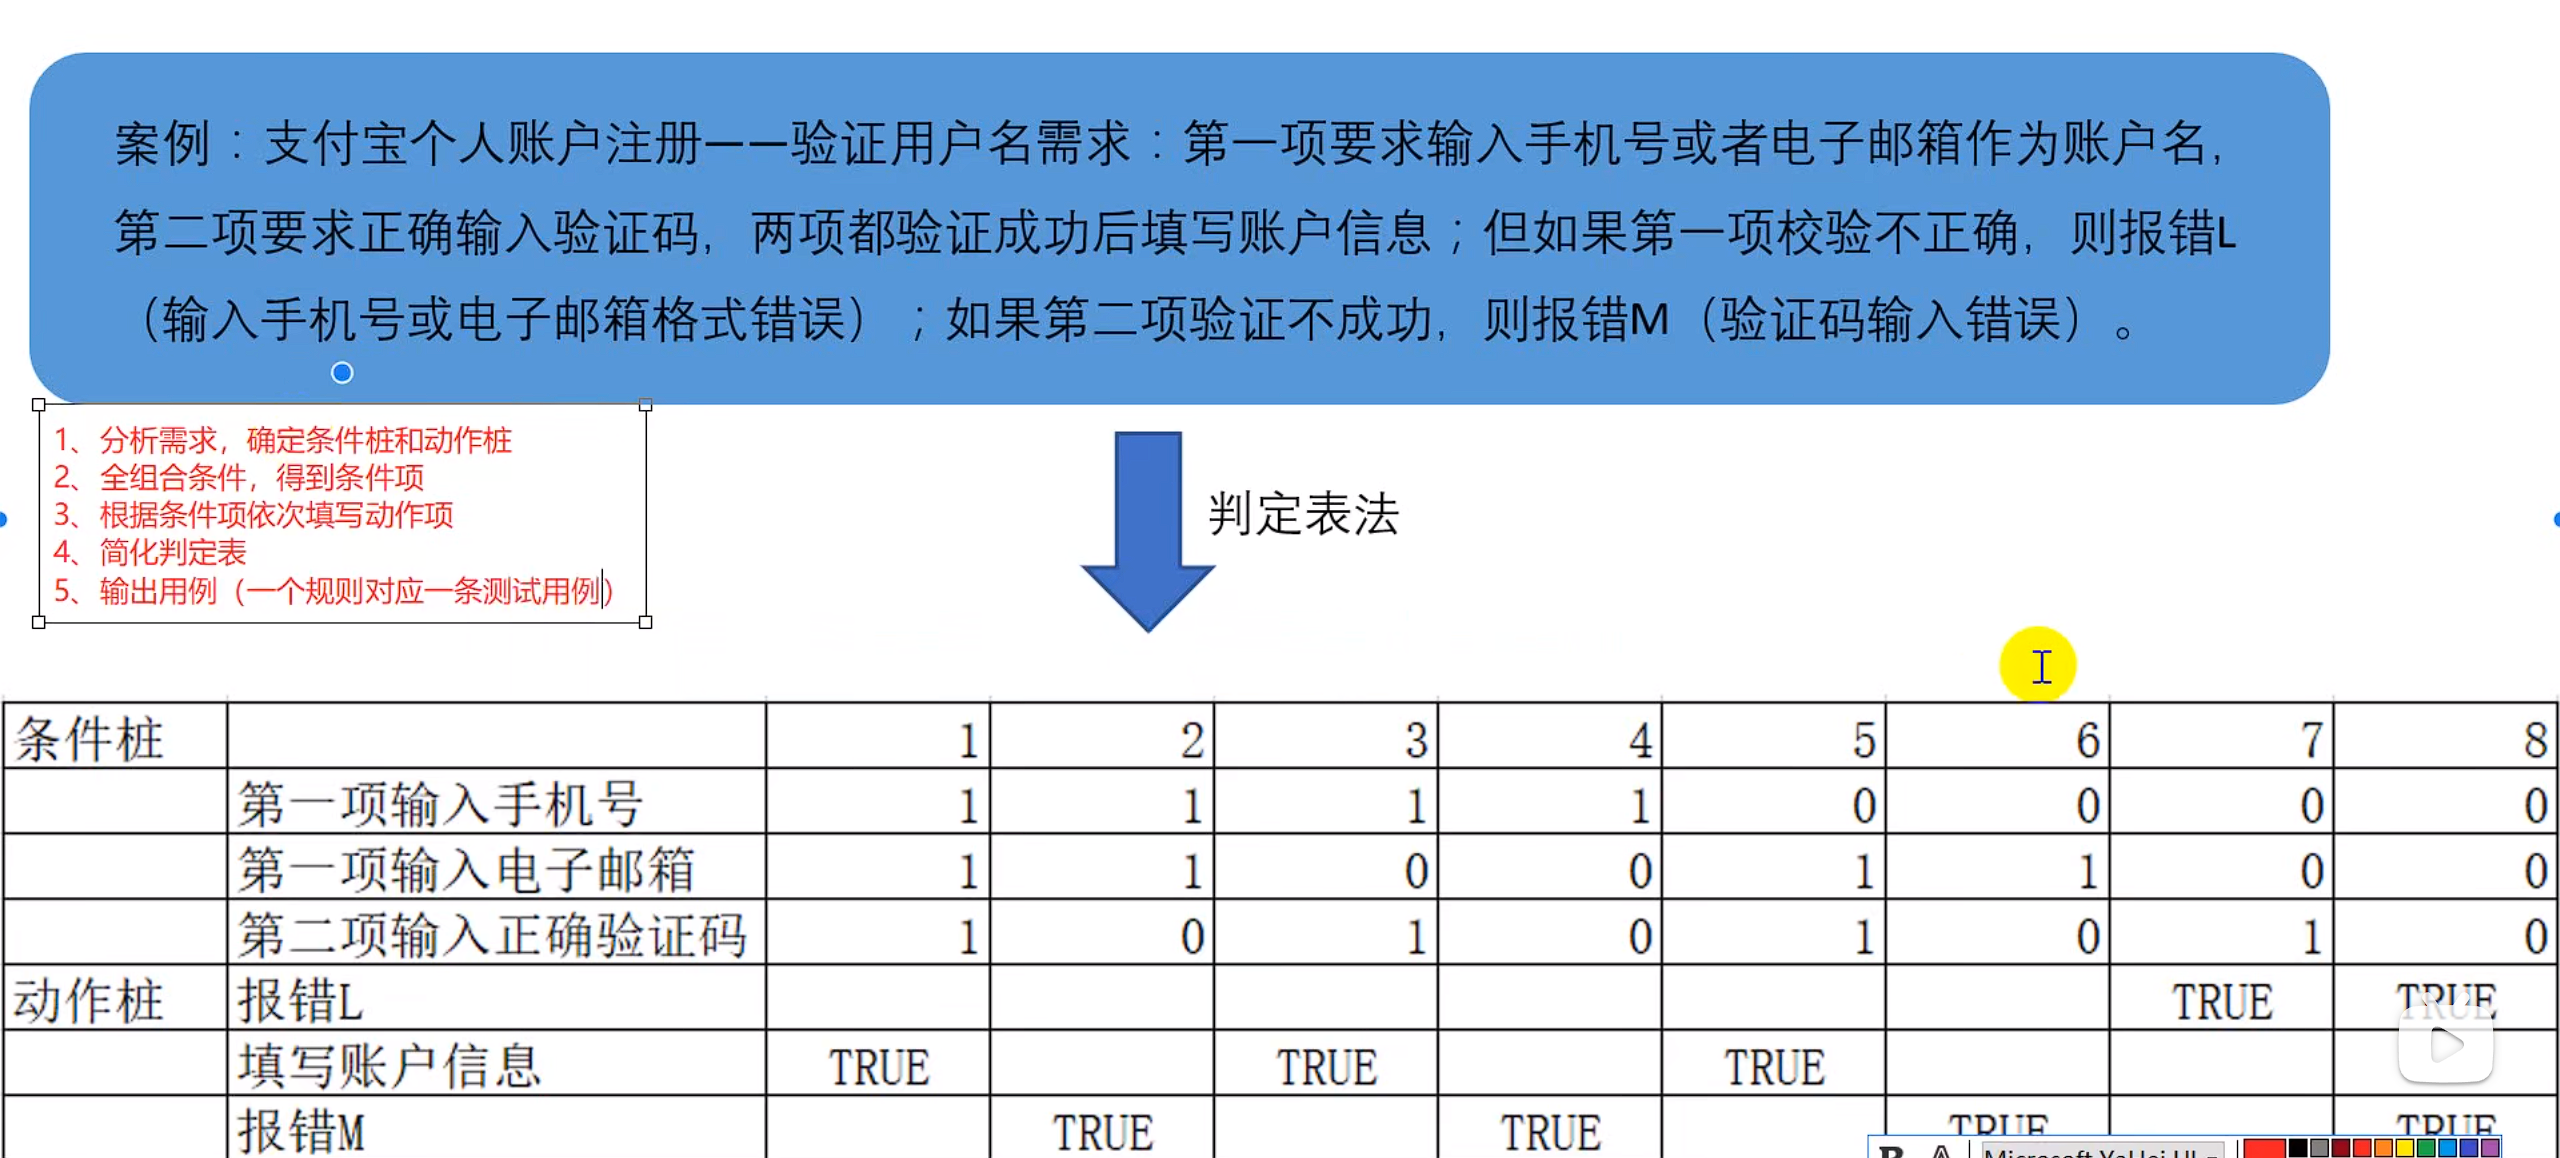 案例：支付宝个人账户注册——验证用户名需求：第一项要求输入手机号或者电子邮箱作为账户名，
第二项要求正确输入验证码，两项都验证成功后填写账户信息；但如果第一项校验不正确，则报错L
（输入手机号或电子邮箱格式错误）；如果第二项验证不成功，则报错M（验证码输入错误）。
1、分析需求，确定条件桩和动作桩
2、全组合条件，得到条件项
3、根据条件项依次填写动作项
4、简化判定表
5、输出用例（一个规则对应一条测试用例）
判定表法
条件桩 1 2 3 4 5 6 7 8
第一项输入手机号 1 1 1 1 0 0 0 0
第一项输入电子邮箱 1 1 0 0 1 1 0 0
第二项输入正确验证码 1 0 1 0 1 0 1 0
动作桩 报错L TRUE TRUE
填写账户信息 TRUE TRUE TRUE
报错M TRUE TRUE TRUE TRUE
B A Microsoft YaHei UI